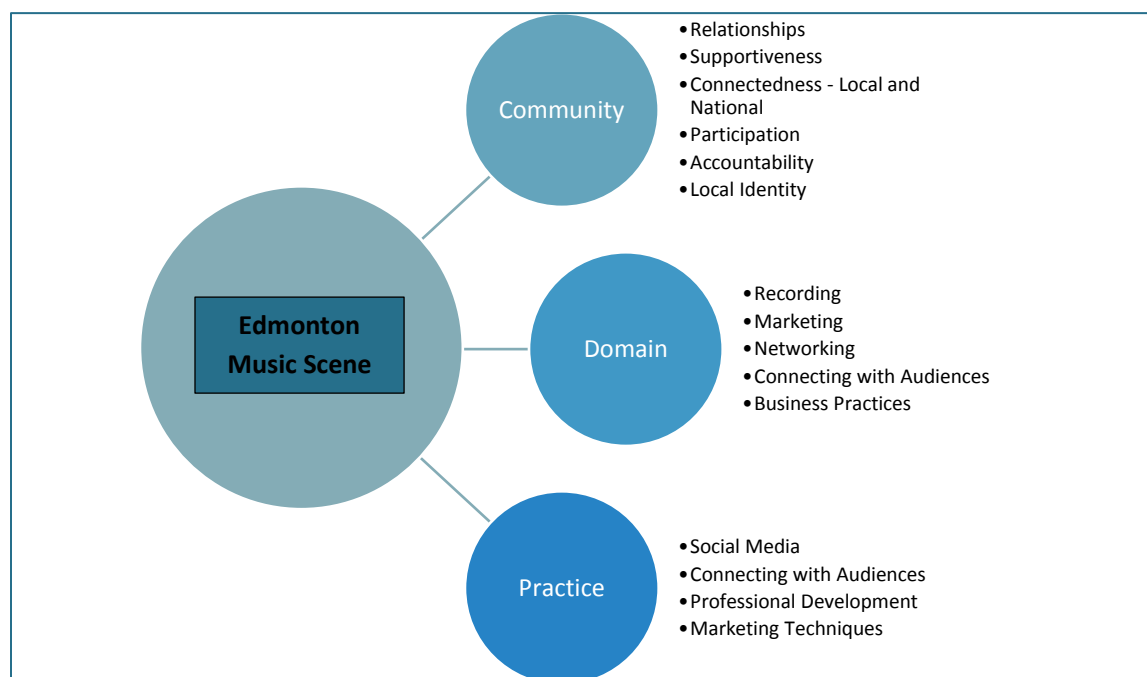 Edmonton
Music Scene
Community
•Relationships
•Supportiveness
•Connectedness - Local and
National
•Participation
•Accountability
•Local Identity
Domain
•Recording
•Marketing
•Networking
•Connecting with Audiences
•Business Practices
Practice
•Social Media
•Connecting with Audiences
•Professional Development
•Marketing Techniques